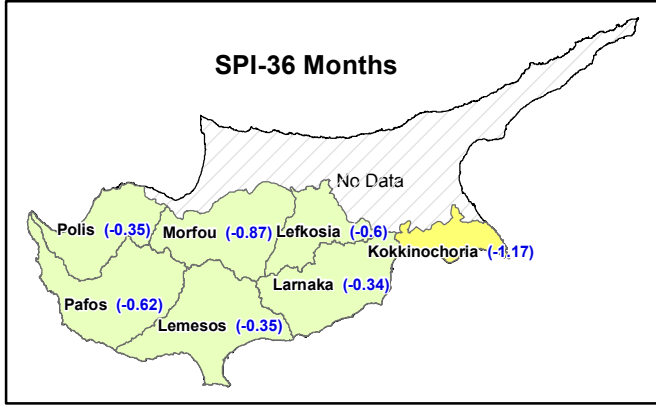 SPI-36 Months
No Data
Polis (-0.35)
Morfou (-0.87)
Lefkosia (-0.6)
Kokkinochoria (-1.17)
Larnaka (-0.34)
Pafos (-0.62)
Lemesos (-0.35)